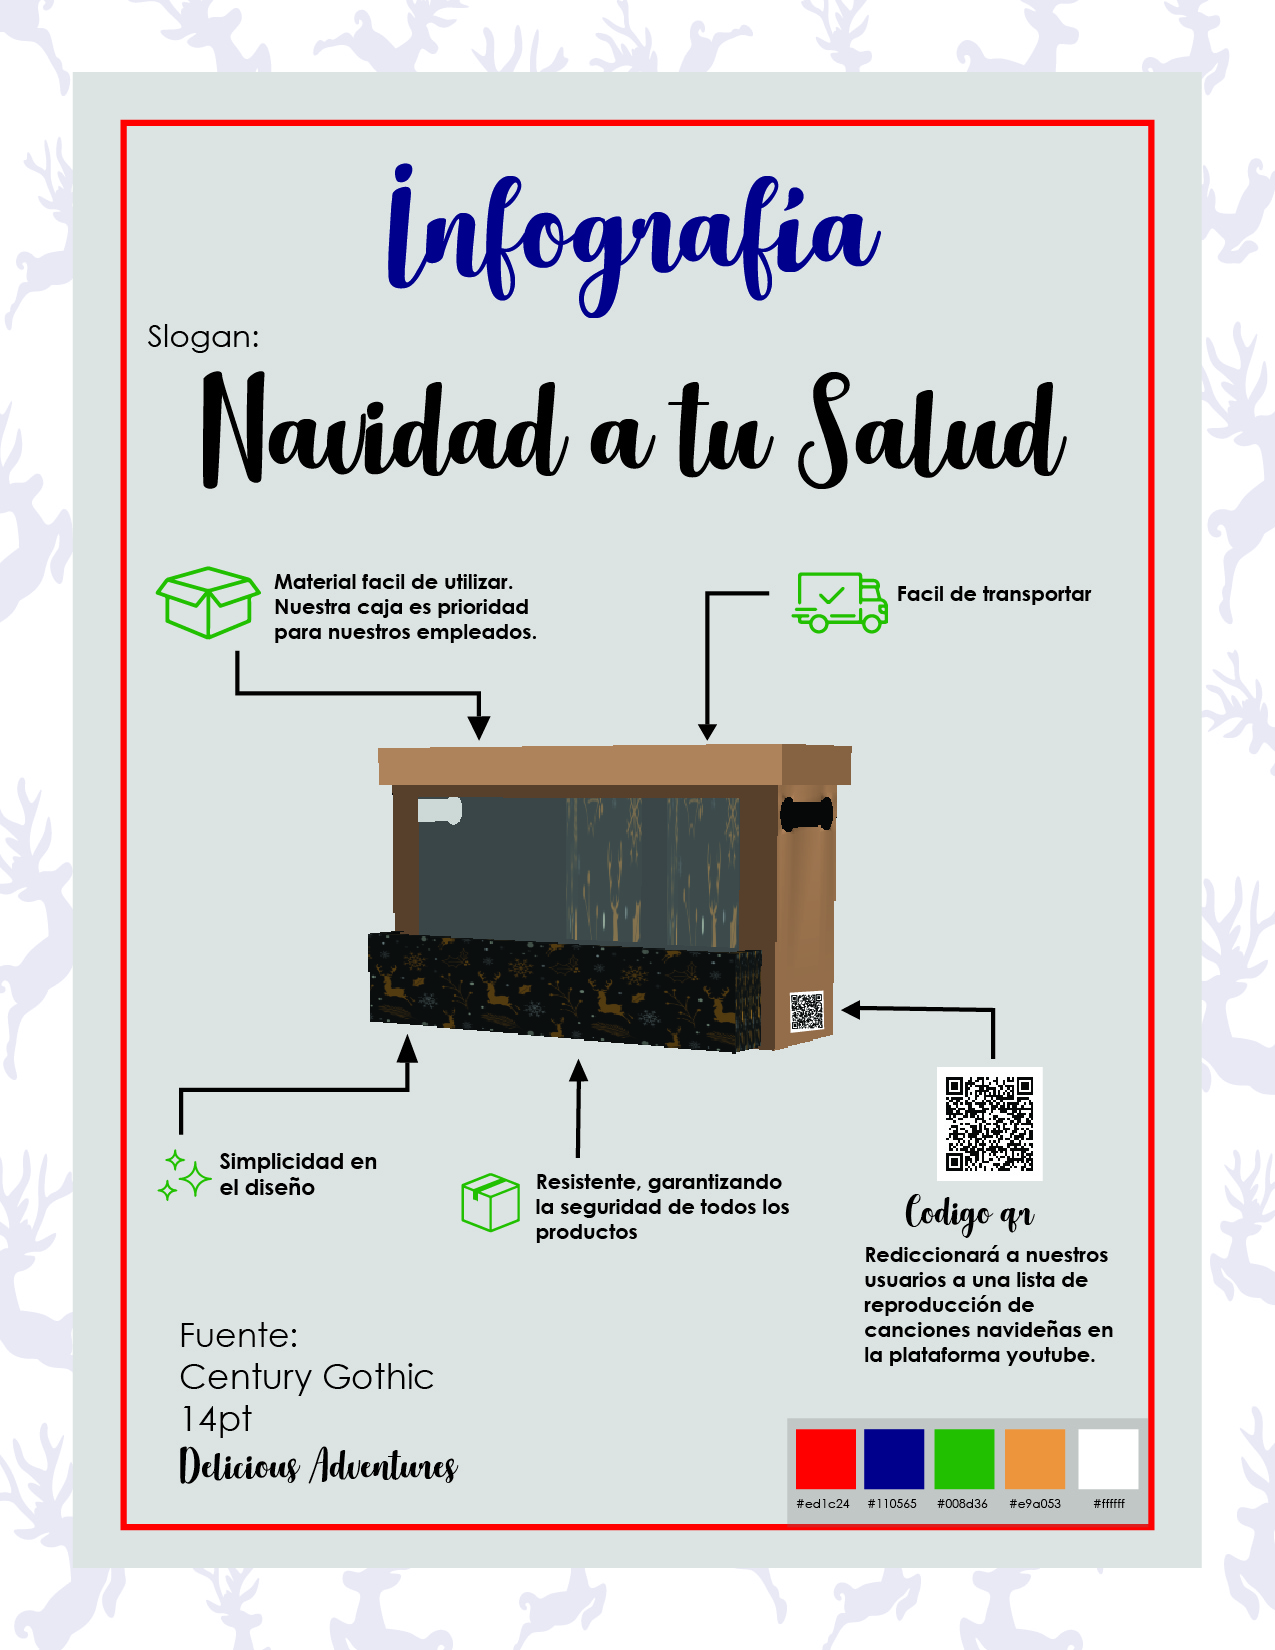 Infografía
Slogan:
Navidad a tu Salud
Material facil de utilizar.
Nuestra caja es prioridad
para nuestros empleados.
Facil de transportar
Simplicidad en
el diseño
Resistente, garantizando
la seguridad de todos los
productos
Codigo qr
Rediccionará a nuestros
usuarios a una lista de
reproducción de
canciones navideñas en
la plataforma youtube.
Fuente:
Century Gothic
14pt
Delicious Adventures
#ed1c24 #110565 #008d36 #e9a053 #ffffff